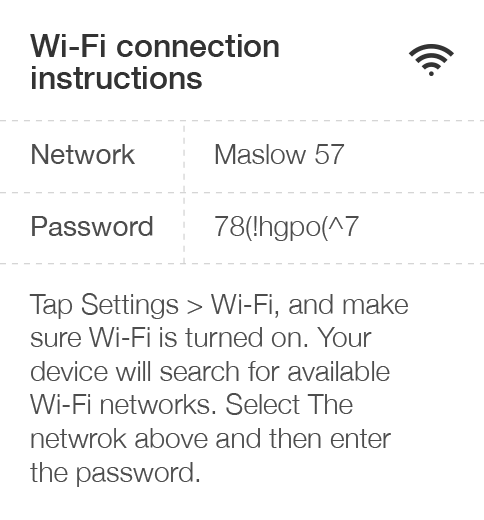 Wi-Fi connection
instructions
Network Maslow 57
Password 78(!hgpo(^7
Tap Settings > Wi-Fi, and make
sure Wi-Fi is turned on. Your
device will search for available
Wi-Fi networks. Select The
netwrok above and then enter
the password.